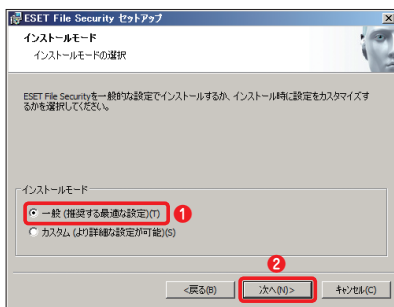 ESET File Security セットアップ
インストールモード
インストールモードの選択
ESET File Securityを一般的な設定でインストールするか、インストール時に設定をカスタマイズす
るかを選択してください。
インストールモード
一般 (推奨する最適な設定)(T)
1
カスタム (より詳細な設定が可能)(S)
2
<戻る(B)
次へ(N)>
キャンセル(C)